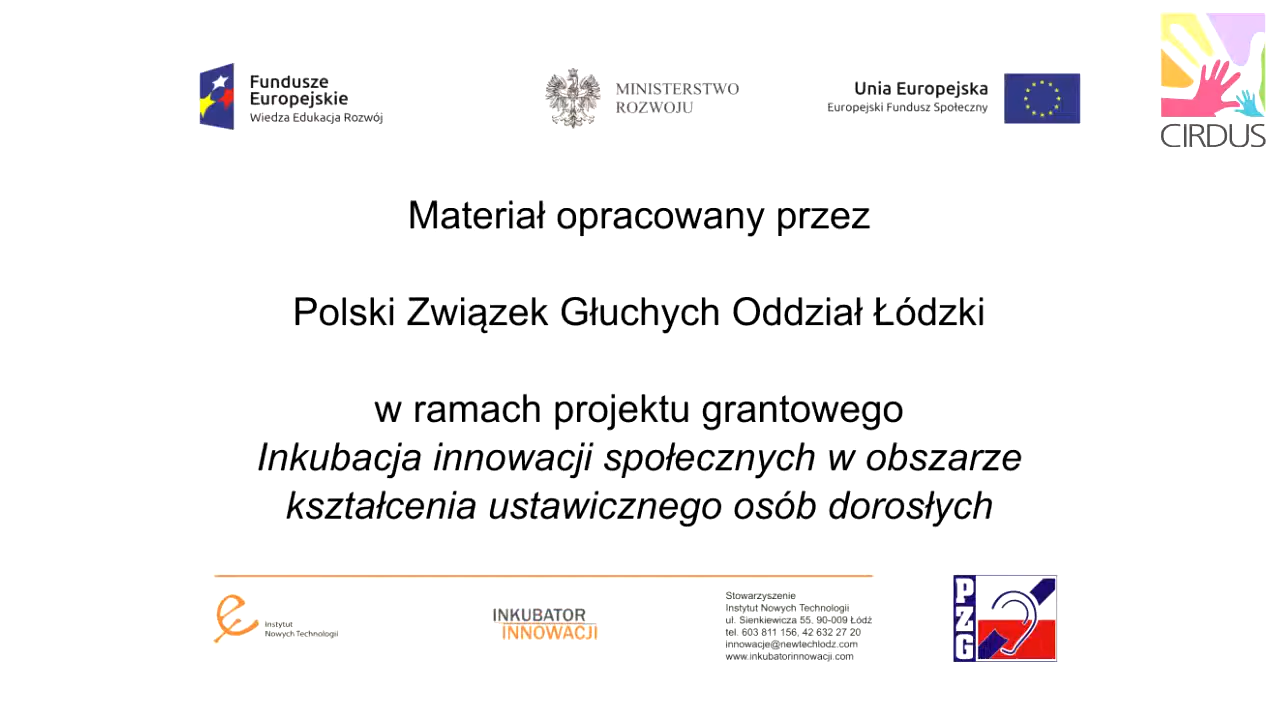 Fundusze
Europejskie
Wiedza Edukacja Rozwój
MINISTERSTWO
ROZWOJU
Unia Europejska
Europejski Fundusz Społeczny
CIRDUS
Materiał opracowany przez
Polski Związek Głuchych Oddział Łódzki
w ramach projektu grantowego
Inkubacja innowacji społecznych w obszarze
kształcenia ustawicznego osób dorosłych
Instytut
Nowych Technologii
INKUBATOR
INNOWACJI
Stowarzyszenie
Instytut Nowych Technologii
ul. Sienkiewicza 55, 90-009 Łódź
tel. 603 811 156, 42 632 27 20
innowacje@newtechlodz.com
www.inkubatorinnowacji.com
PZG